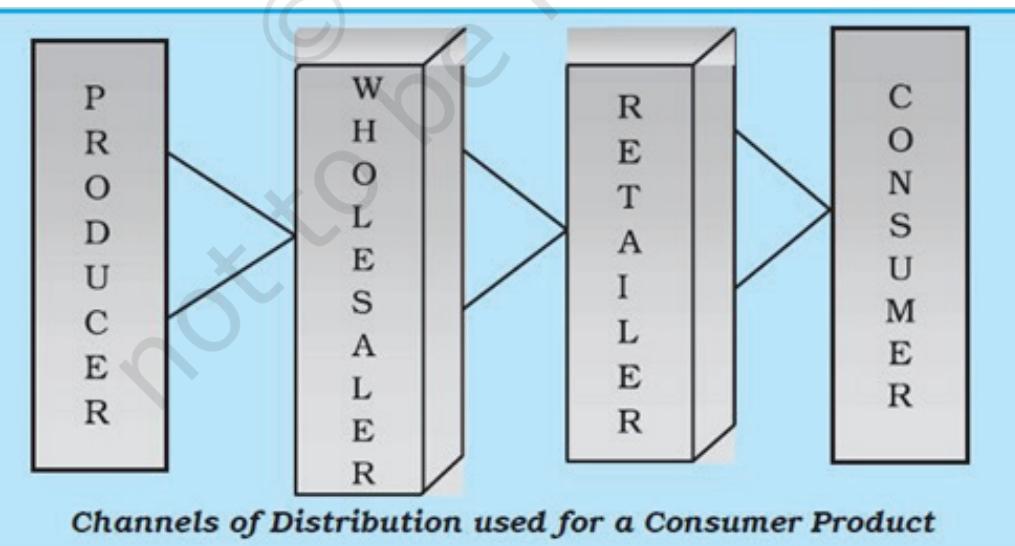 PRODUCER
WHOLESALER
RETAILER
CONSUMER
Channels of Distribution used for a Consumer Product
©
not to be